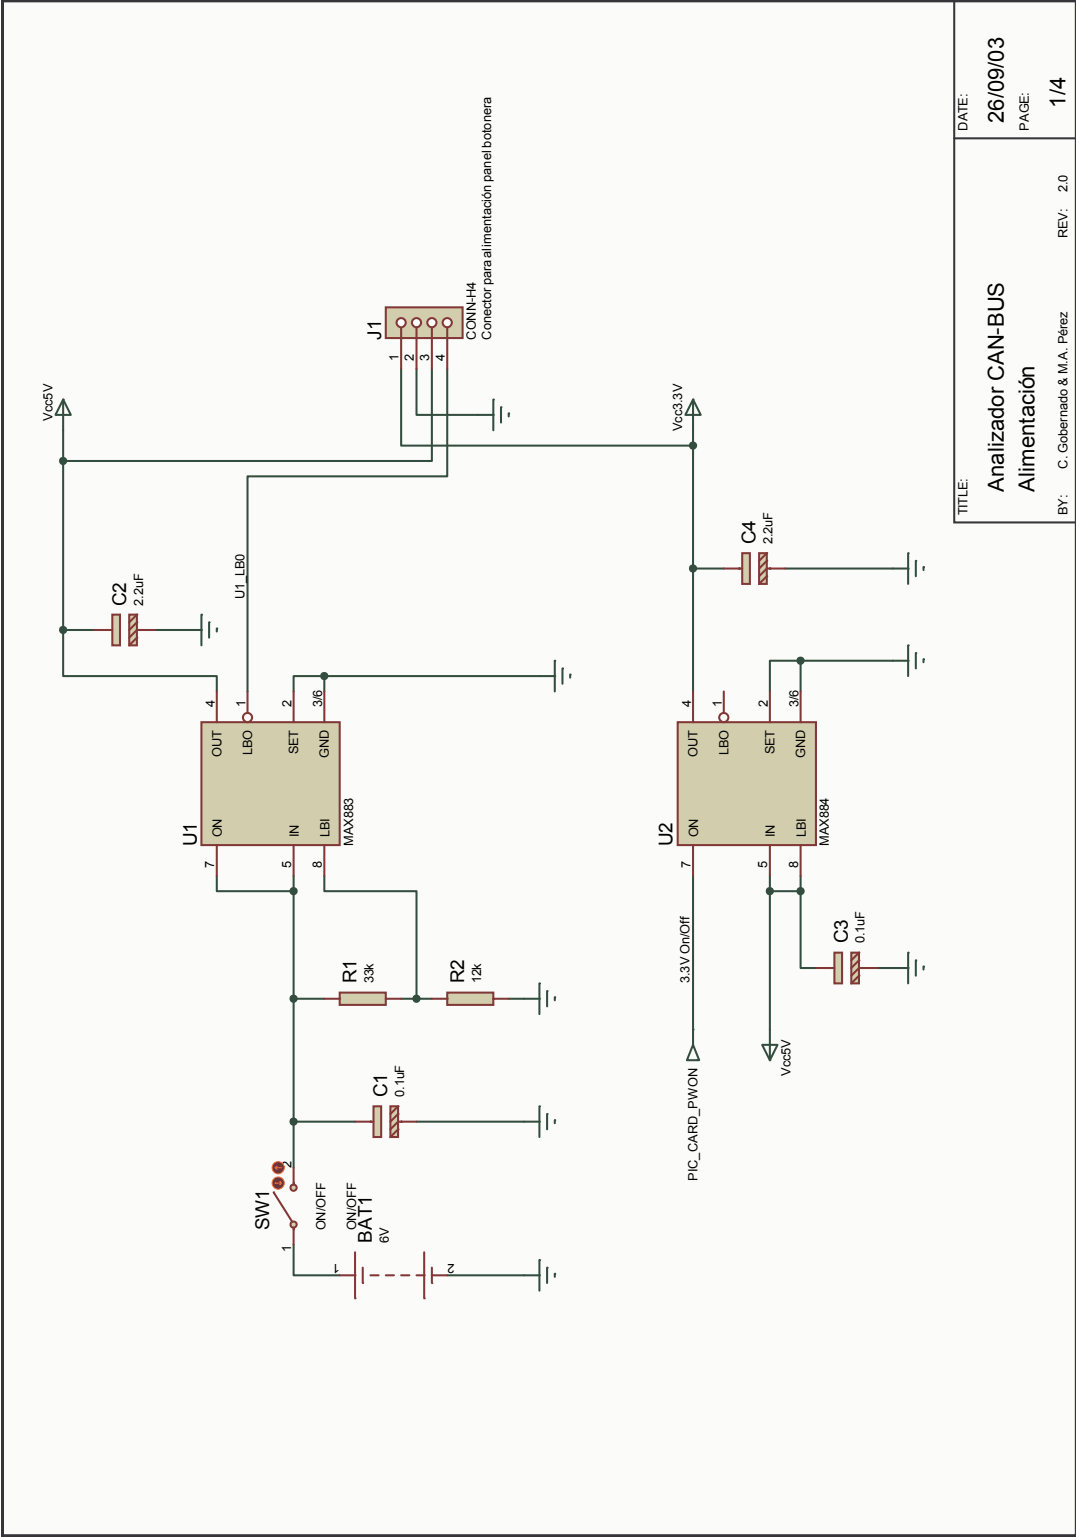 Vcc5V
C2
2.2uF
U1_LB0
J1
1
2
3
4
CONN-H4
Conector para alimentación panel botonera
SW1
1
2
ON/OFF
ON/OFF
BAT1
6V
1
2
C1
0.1uF
R1
33k
R2
12k
U1
7
ON
5
IN
8
LBI
OUT
4
LBO
1
SET
2
GND
3/6
MAX883
Vcc3.3V
C4
2.2uF
PIC_CARD_PWON
3.3V On/Off
Vcc5V
C3
0.1uF
U2
7
ON
5
IN
8
LBI
OUT
4
LBO
1
SET
2
GND
3/6
MAX884
TITLE:
Analizador CAN-BUS
Alimentación
BY:
C. Gobernado & M.A. Pérez
REV:
2.0
DATE:
26/09/03
PAGE:
1/4